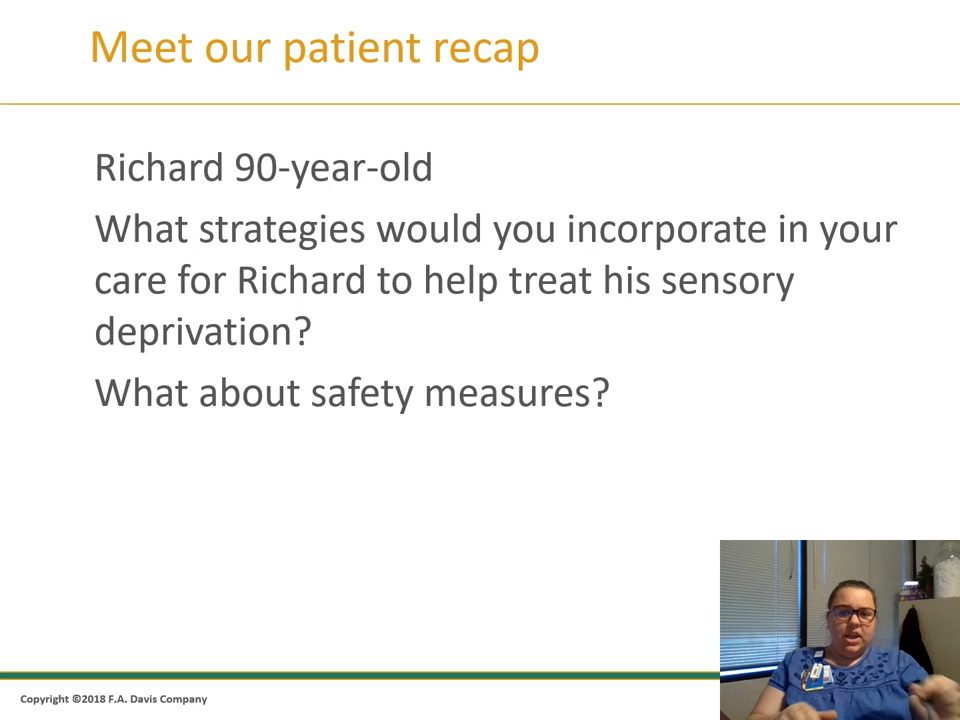 Meet our patient recap
Richard 90-year-old
What strategies would you incorporate in your
care for Richard to help treat his sensory
deprivation?
What about safety measures?
Copyright ©2018 F.A. Davis Company